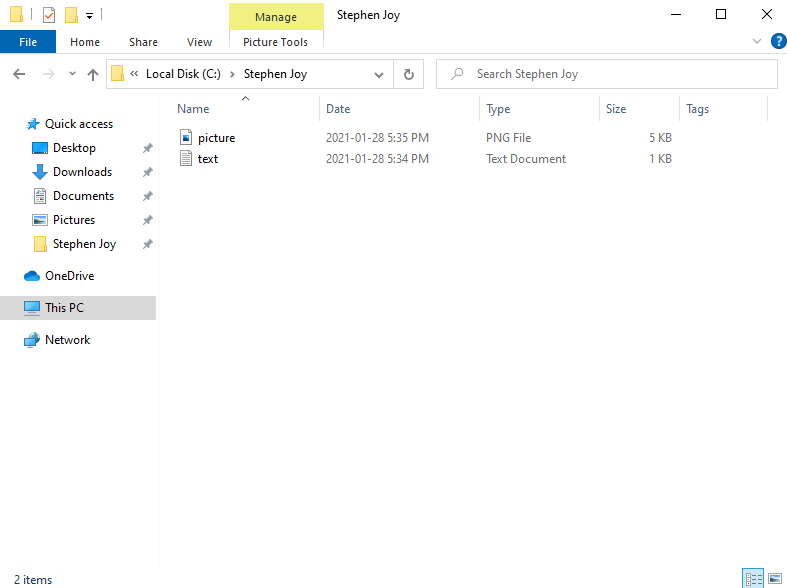 Manage
Stephen Joy
File
Home
Share
View
Picture Tools
?
« Local Disk (C:) › Stephen Joy
Search Stephen Joy
Name
Date
Type
Size
Tags
picture
2021-01-28 5:35 PM
PNG File
5 KB
text
2021-01-28 5:34 PM
Text Document
1 KB
Quick access
Desktop
Downloads
Documents
Pictures
Stephen Joy
OneDrive
This PC
Network
2 items